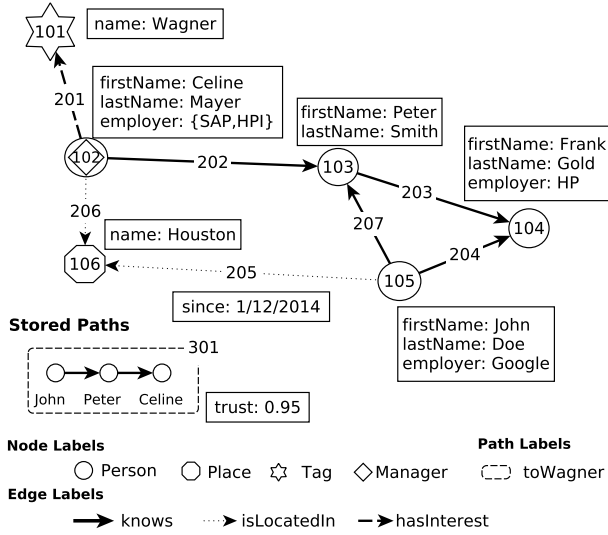 101
name: Wagner
201
firstName: Celine
lastName: Mayer
employer: {SAP,HPI}
firstName: Peter
lastName: Smith
firstName: Frank
lastName: Gold
employer: HP
102
202
103
203
206
207
104
204
name: Houston
106
205
105
since: 1/12/2014
firstName: John
lastName: Doe
employer: Google
Stored Paths
301
John Peter Celine
trust: 0.95
Node Labels
Path Labels
Person Place Tag Manager
toWagner
Edge Labels
knows isLocatedIn hasInterest